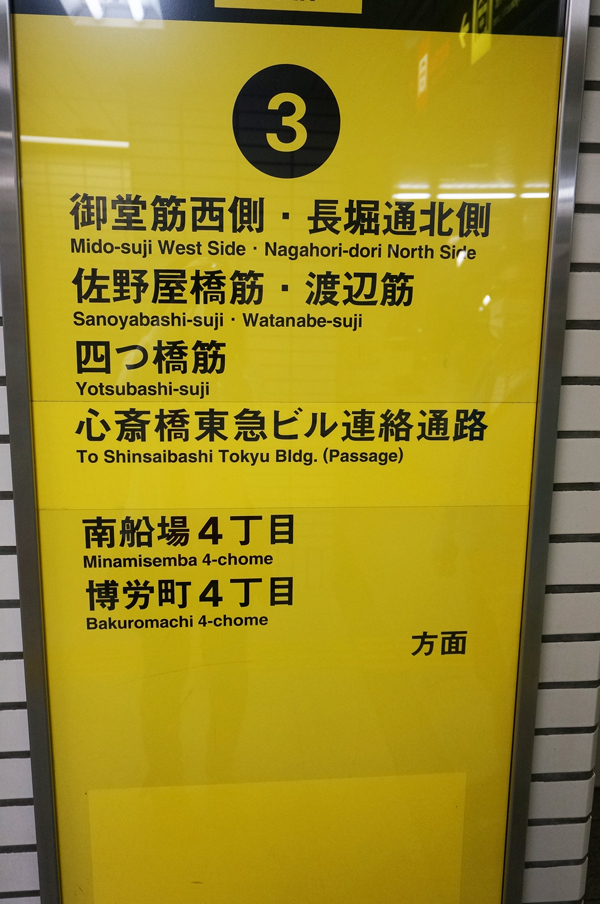 3
御堂筋西側・長堀通北側
Mido-suji West Side · Nagahori-dori North Side
佐野屋橋筋・渡辺筋
Sanoyabashi-suji · Watanabe-suji
四つ橋筋
Yotsubashi-suji
心斎橋東急ビル連絡通路
To Shinsaibashi Tokyu Bldg. (Passage)
南船場4丁目
Minamisemba 4-chome
博労町4丁目
Bakuromachi 4-chome
方面